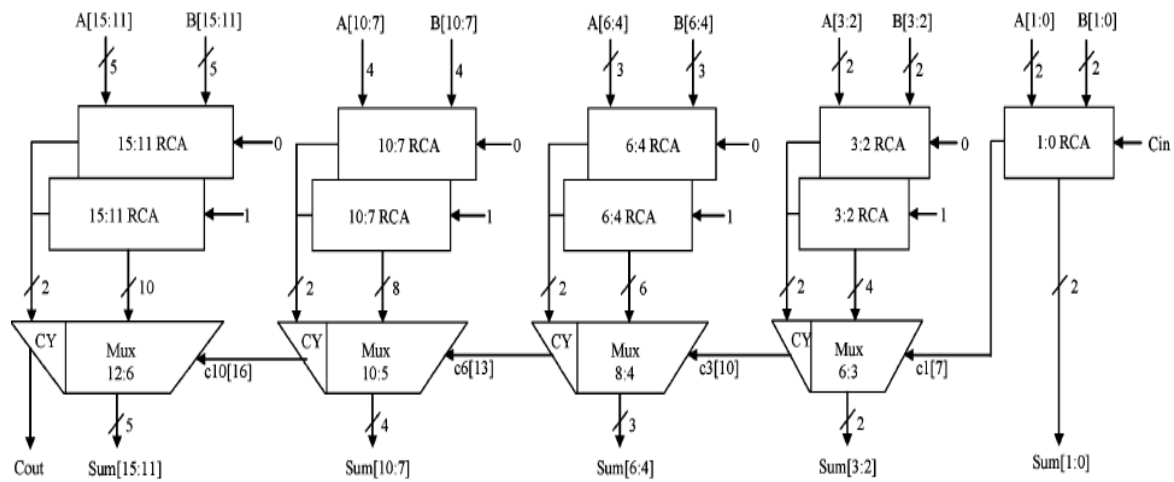 A[15:11] B[15:11] A[10:7] B[10:7] A[6:4] B[6:4] A[3:2] B[3:2] A[1:0] B[1:0]
5 5 4 4 3 3 2 2 2 2
15:11 RCA 0 10:7 RCA 0 6:4 RCA 0 3:2 RCA 0 1:0 RCA Cin
15:11 RCA 1 10:7 RCA 1 6:4 RCA 1 3:2 RCA 1
2 10 2 8 2 6 2 4 2
CY Mux CY Mux CY Mux CY Mux
12:6 c10[16] 10:5 c6[13] 8:4 c3[10] 6:3 c1[7]
5 4 3 2
Cout Sum[15:11] Sum[10:7] Sum[6:4] Sum[3:2] Sum[1:0]